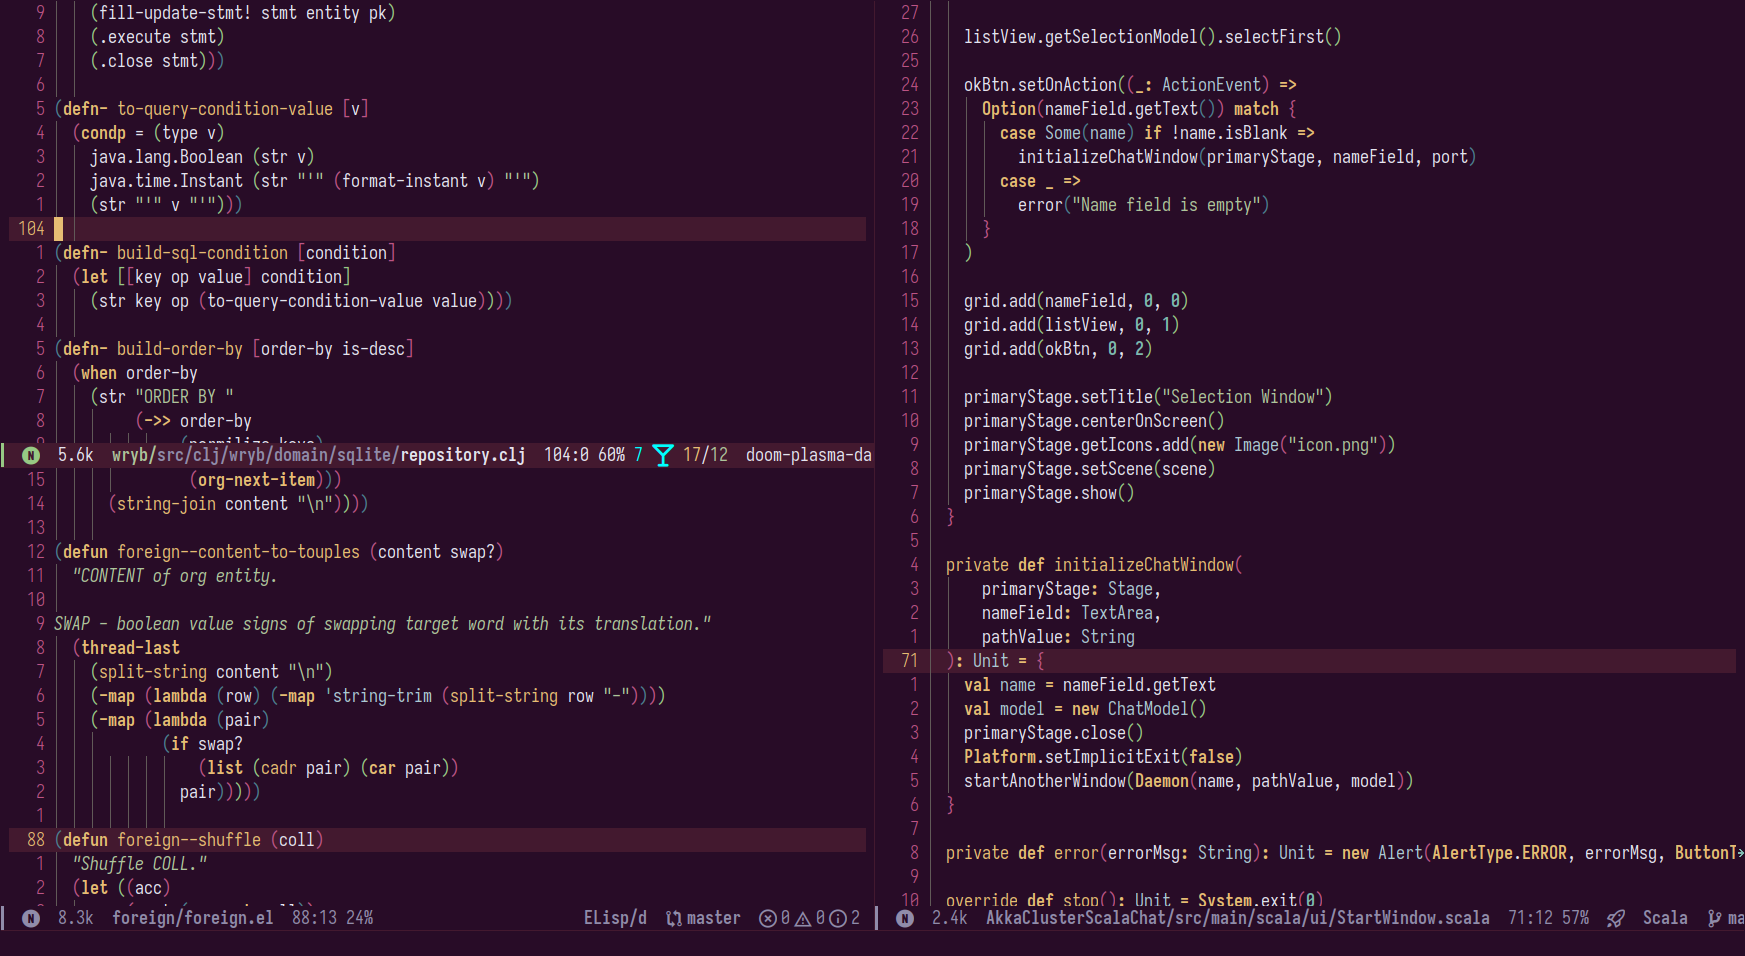 9 (fill-update-stmt! stmt entity pk)
8 (.execute stmt)
7 (.close stmt)))
6
5 (defn- to-query-condition-value [v]
4 (condp = (type v)
3 java.lang.Boolean (str v)
2 java.time.Instant (str "'" (format-instant v) "'")
1 (str "'" v "'")))
104
1 (defn- build-sql-condition [condition]
2 (let [[key op value] condition]
3 (str key op (to-query-condition-value value))))
4
5 (defn- build-order-by [order-by is-desc]
6 (when order-by
7 (str "ORDER BY "
8 (->> order-by
N 5.6k wryb/src/clj/wryb/domain/sqlite/repository.clj 104:0 60% 7 17/12 doom-plasma-da
15 (org-next-item)))
14 (string-join content "\n"))))
13
12 (defun foreign--content-to-touples (content swap?)
11 "CONTENT of org entity.
10
9 SWAP - boolean value signs of swapping target word with its translation."
8 (thread-last
7 (split-string content "\n")
6 (-map (lambda (row) (-map 'string-trim (split-string row "-"))))
5 (-map (lambda (pair)
4 (if swap?
3 (list (cadr pair) (car pair))
2 pair)))))
1
88 (defun foreign--shuffle (coll)
1 "Shuffle COLL."
2 (let ((acc)
N 8.3k foreign/foreign.el 88:13 24% ELisp/d master 0 0 2
27
26 listView.getSelectionModel().selectFirst()
25
24 okBtn.setOnAction((_: ActionEvent) =>
23 Option(nameField.getText()) match {
22 case Some(name) if !name.isBlank =>
21 initializeChatWindow(primaryStage, nameField, port)
20 case _ =>
19 error("Name field is empty")
18 }
17 )
16
15 grid.add(nameField, 0, 0)
14 grid.add(listView, 0, 1)
13 grid.add(okBtn, 0, 2)
12
11 primaryStage.setTitle("Selection Window")
10 primaryStage.centerOnScreen()
9 primaryStage.getIcons.add(new Image("icon.png"))
8 primaryStage.setScene(scene)
7 primaryStage.show()
6 }
5
4 private def initializeChatWindow(
3 primaryStage: Stage,
2 nameField: TextArea,
1 pathValue: String
71 ): Unit = {
1 val name = nameField.getText
2 val model = new ChatModel()
3 primaryStage.close()
4 Platform.setImplicitExit(false)
5 startAnotherWindow(Daemon(name, pathValue, model))
6 }
7
8 private def error(errorMsg: String): Unit = new Alert(AlertType.ERROR, errorMsg, ButtonT
9
10 override def stop(): Unit = System.exit(0)
N 2.4k AkkaClusterScalaChat/src/main/scala/ui/StartWindow.scala 71:12 57% Scala ma